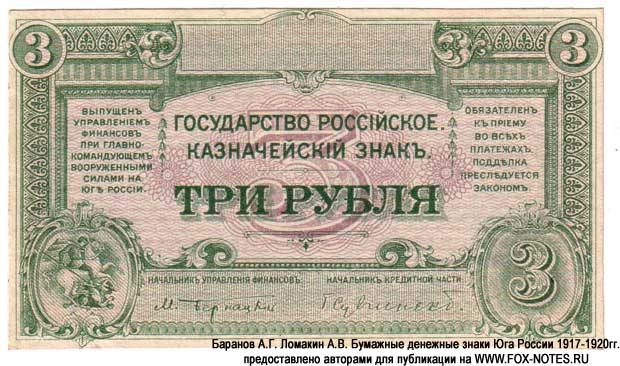 3
3
ВЫПУЩЕН
УПРАВЛЕНІЕМЪ
ФИНАНСОВЪ
ПРИ ГЛАВНО-
КОМАНДУЮЩЕМЪ
ВООРУЖЕННЫМИ
СИЛАМИ НА
ЮГѢ РОССІИ.
ГОСУДАРСТВО РОССІЙСКОЕ.
КАЗНАЧЕЙСКІЙ ЗНАКЪ.
3
ТРИ РУБЛЯ
ОБЯЗАТЕЛЕНЪ
КЪ ПРІЕМУ
ВО ВСѢХЪ
ПЛАТЕЖАХЪ.
ПОДДѢЛКА
ПРЕСЛѢДУЕТСЯ
ЗАКОНОМЪ.
НАЧАЛЬНИКЪ УПРАВЛЕНІЯ ФИНАНСОВЪ
НАЧАЛЬНИКЪ КРЕДИТНОЙ ЧАСТИ
М. Бернацкій
3
Баранов А.Г. Ломакин А.В. Бумажные денежные знаки Юга России 1917-1920гг.
предоставлено авторами для публикации на WWW.FOX-NOTES.RU